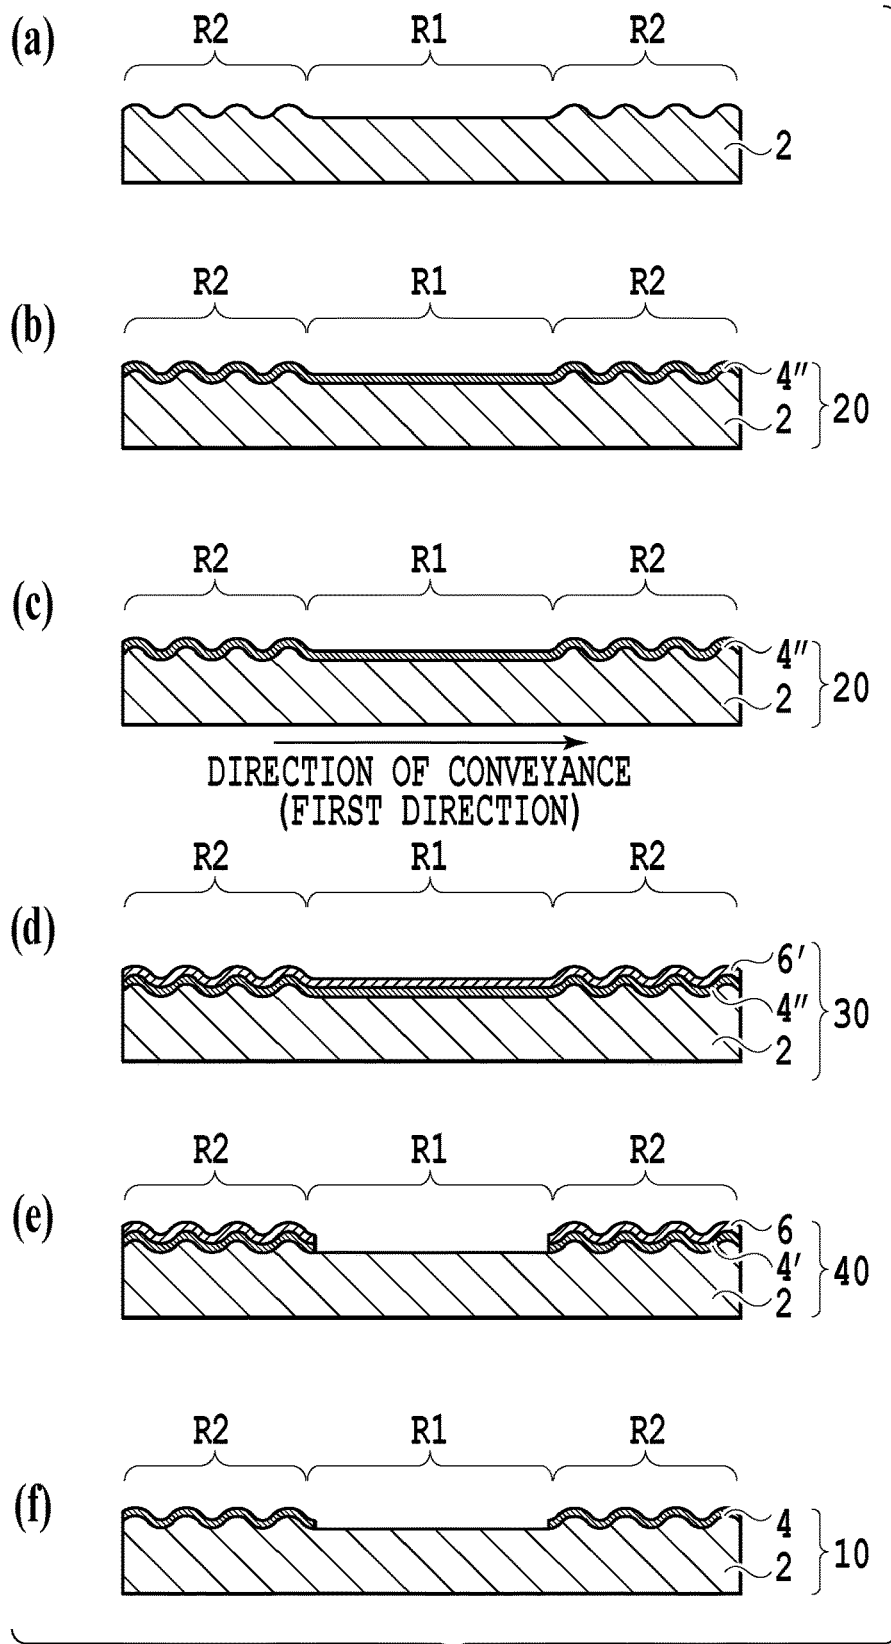 (a)
R2 R1 R2
2
R2 R1 R2
(b)
4″
2 20
R2 R1 R2
(c)
4″
2 20
DIRECTION OF CONVEYANCE
(FIRST DIRECTION)
R2 R1 R2
(d)
6′
4″ 30
2
R2 R1 R2
(e)
6
4′ 40
2
R2 R1 R2
(f)
4
2 10